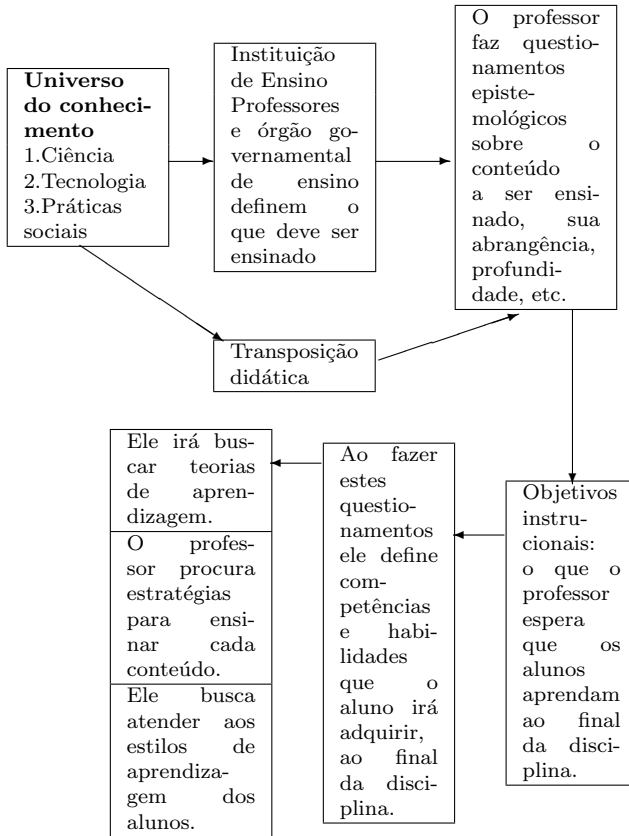 Universo
do conheci-
mento
1.Ciência
2.Tecnologia
3.Práticas
sociais
Instituição
de Ensino
Professores
e órgão go-
vernamental
de ensino
definem o
que deve ser
ensinado
O professor
faz questio-
namentos
episte-
mológicos
sobre o
conteúdo
a ser ensi-
nado, sua
abrangência,
profundi-
dade, etc.
Transposição
didática
Objetivos
instru-
cionais:
o que o
professor
espera
que os
alunos
aprendam
ao final
da disci-
plina.
Ao fazer
estes
questio-
namentos
ele define
com-
petências
e habi-
lidades
que o
aluno irá
adquirir,
ao final
da disci-
plina.
Ele irá bus-
car teorias
de apren-
dizagem.
O profes-
sor procura
estratégias
para ensi-
nar cada
conteúdo.
Ele busca
atender aos
estilos de
aprendiza-
gem dos
alunos.